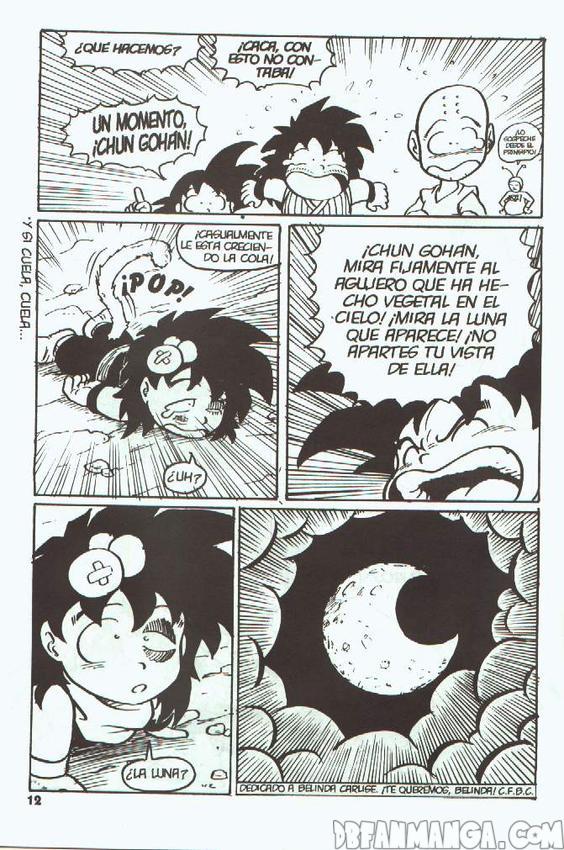 ¿QUÉ HACEMOS?
¡CACA, CON
ESTO NO CON-
TABA!
UN MOMENTO,
¡CHUN GOHAN!
¡LO
SOSPECHÉ
DESDE EL
PRINCIPIO!
Y SI CUELA, CUELA...
¡CASUALMENTE
LE ESTA CRECIEN-
DO LA COLA!
¡POP!
¿UH?
¡CHUN GOHAN,
MIRA FIJAMENTE AL
AGUJERO QUE HA HE-
CHO VEGETAL EN EL
CIELO! ¡MIRA LA LUNA
QUE APARECE! ¡NO
APARTES TU VISTA
DE ELLA!
¿LA LUNA?
DEDICADO A BELINDA CARLISE. ¡TE QUEREMOS, BELINDA! C.F.B.C.
12
DBFANMANGA.COM